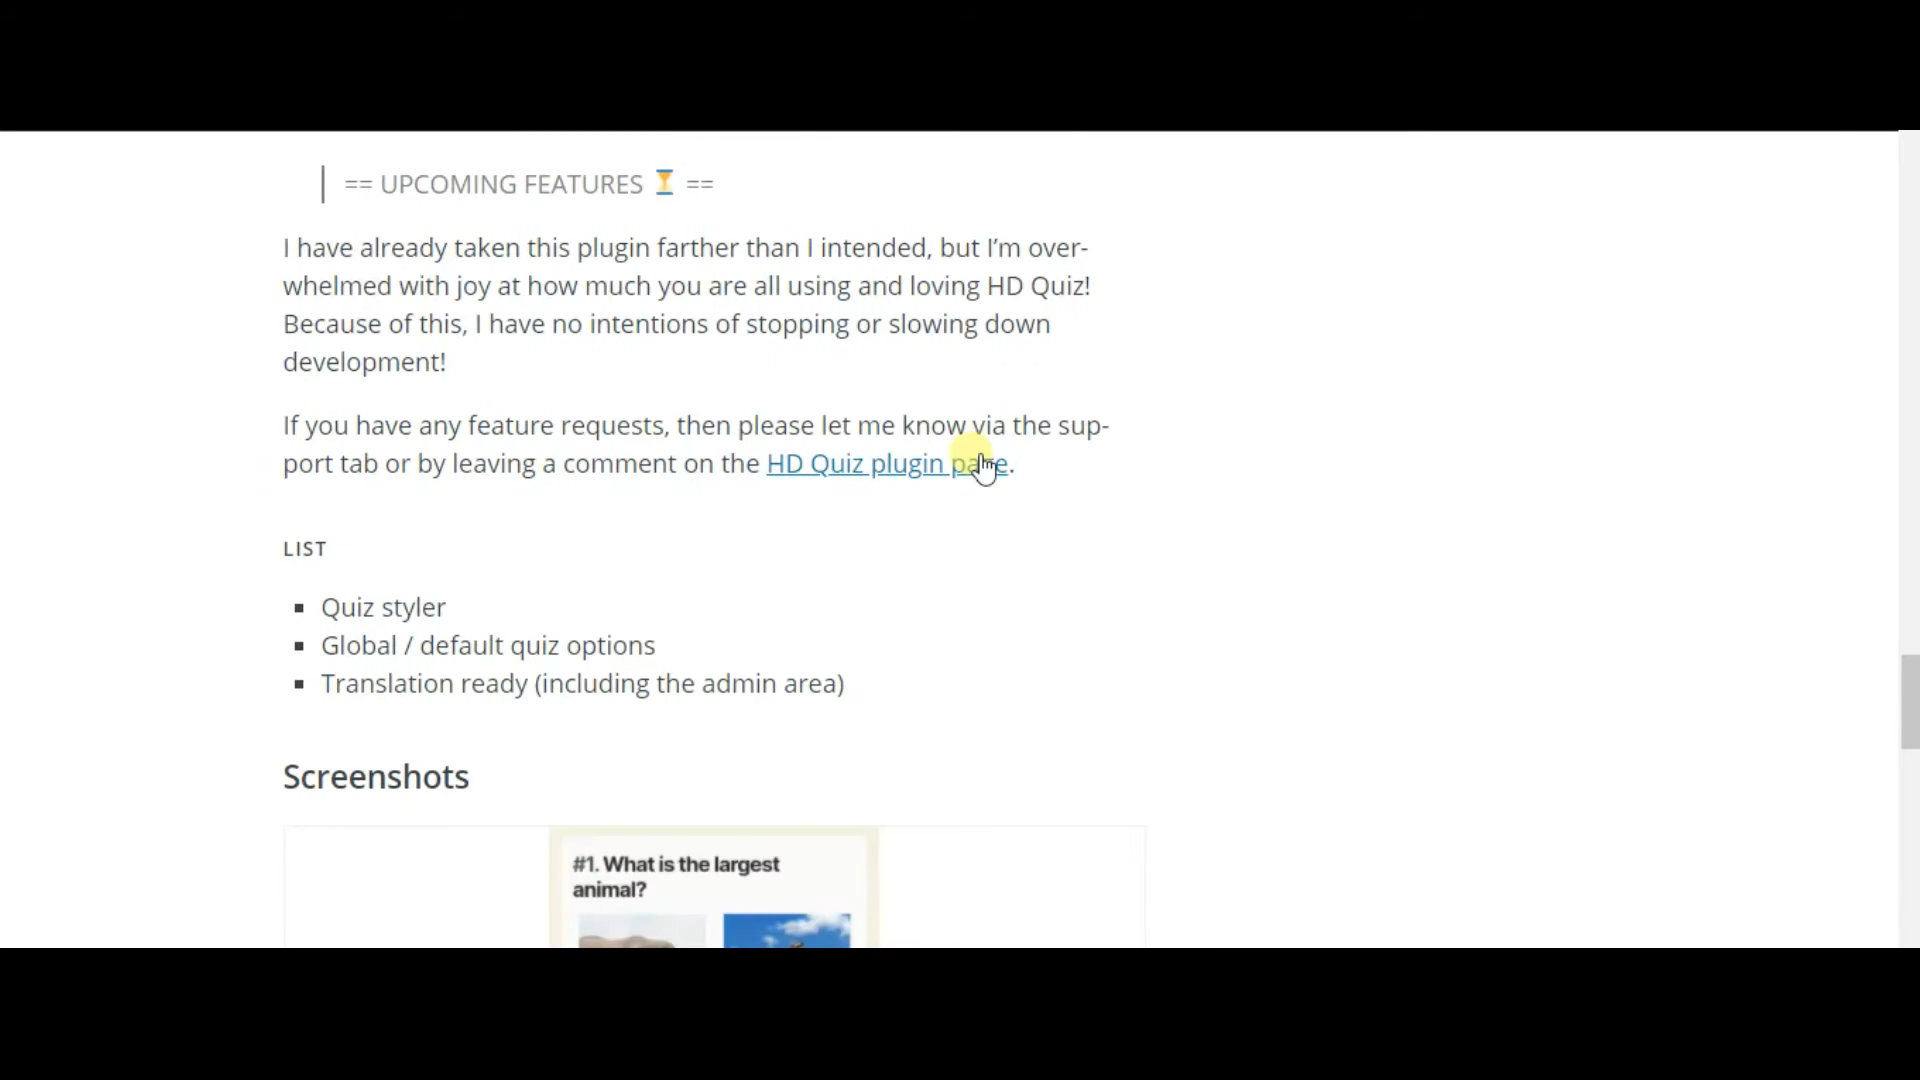 == UPCOMING FEATURES ⏳ ==
I have already taken this plugin farther than I intended, but I’m over-
whelmed with joy at how much you are all using and loving HD Quiz!
Because of this, I have no intentions of stopping or slowing down
development!
If you have any feature requests, then please let me know via the sup-
port tab or by leaving a comment on the HD Quiz plugin page.
LIST
▪ Quiz styler
▪ Global / default quiz options
▪ Translation ready (including the admin area)
Screenshots
#1. What is the largest
animal?